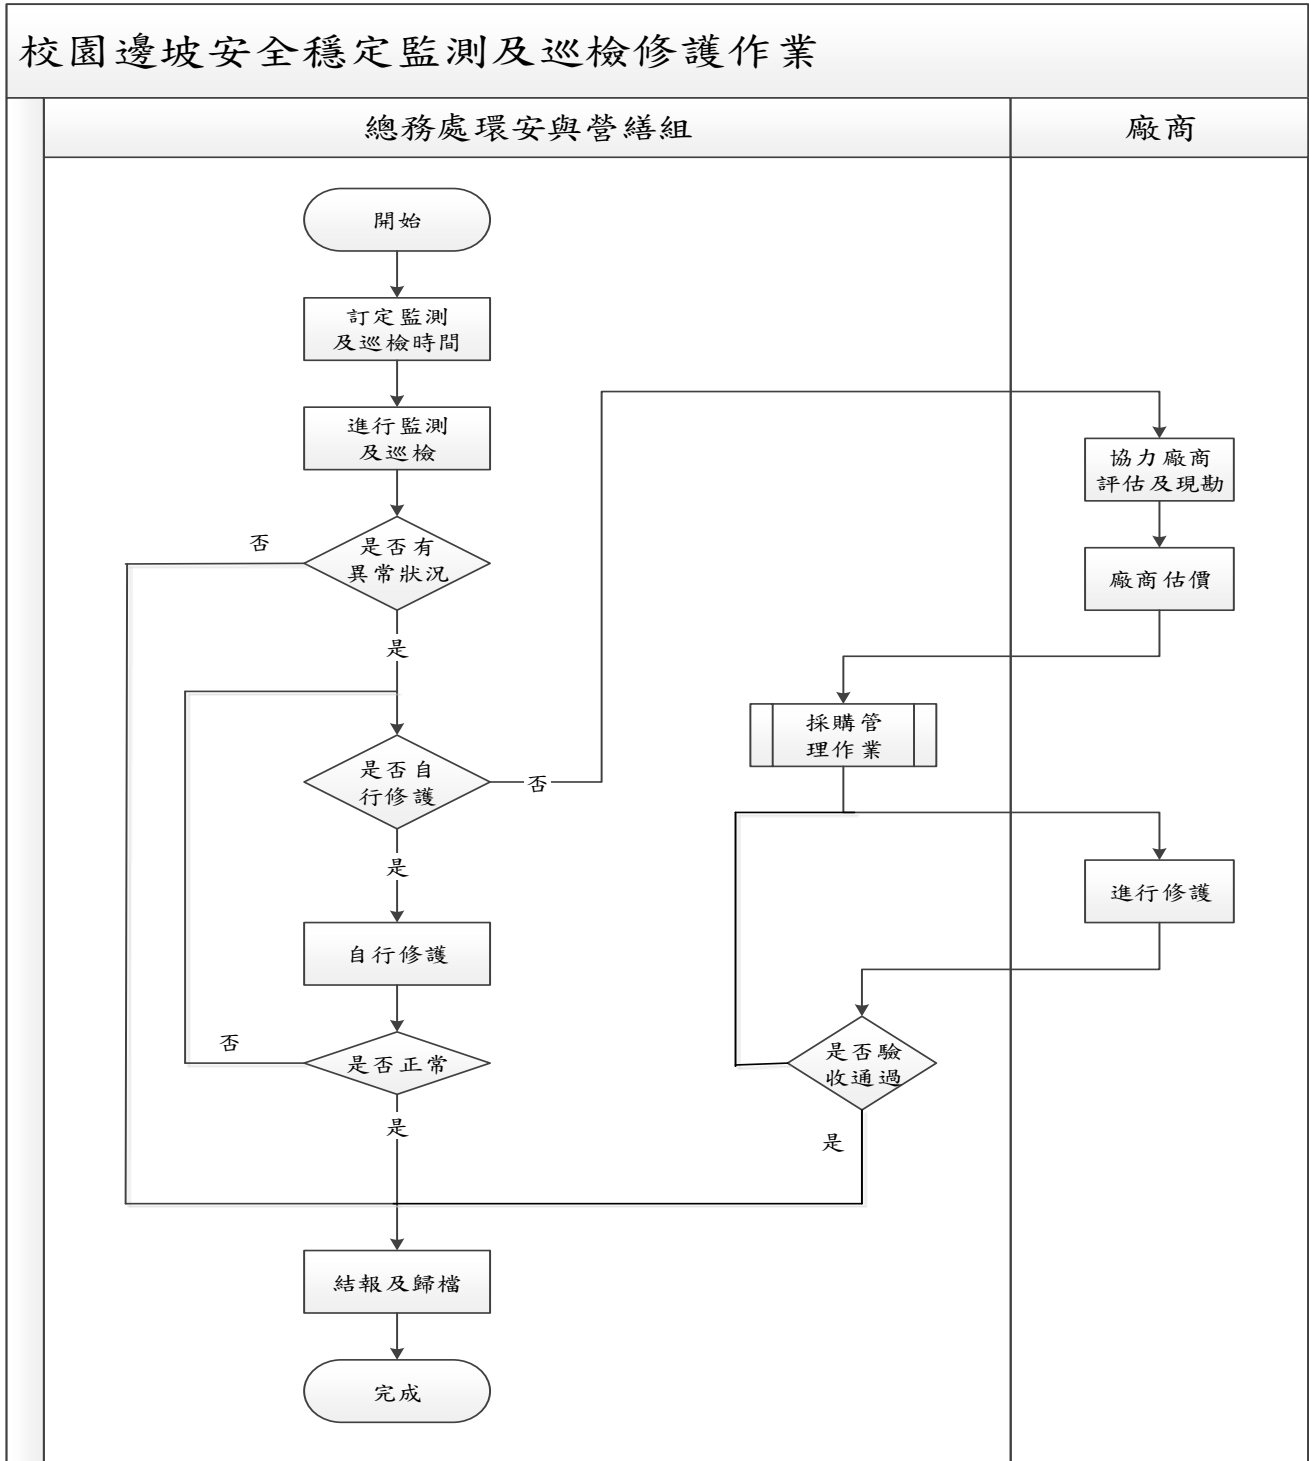 校園邊坡安全穩定監測及巡檢修護作業
總務處環安與營繕組
廠商
開始
訂定監測
及巡檢時間
進行監測
及巡檢
協力廠商
評估及現勘
否
是否有
異常狀況
廠商估價
是
採購管
理作業
是否自
行修護
否
是
進行修護
自行修護
否
是否正常
是否驗
收通過
是
是
結報及歸檔
完成